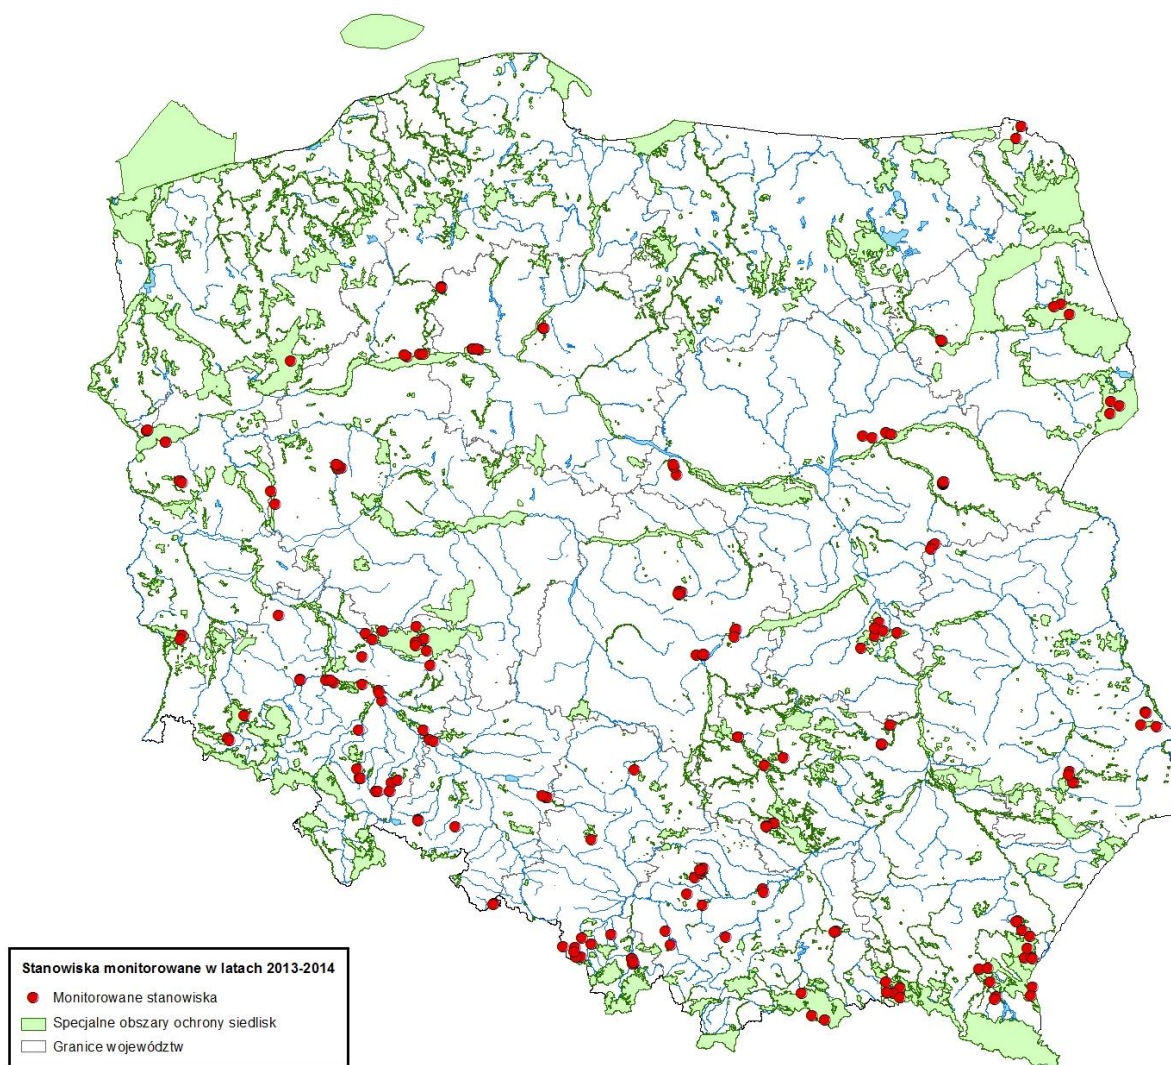 Stanowiska monitorowane w latach 2013-2014
Monitorowane stanowiska
Specjalne obszary ochrony siedlisk
Granice województw